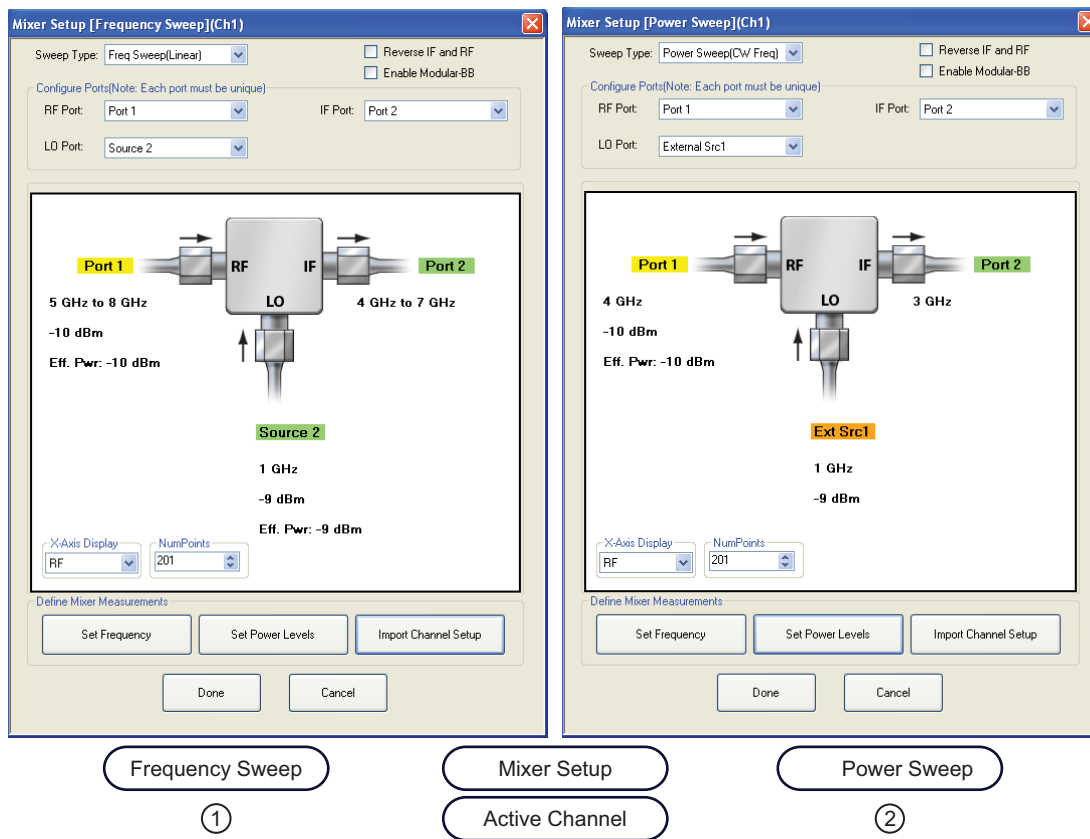 Mixer Setup [Frequency Sweep](Ch1)
Sweep Type: Freq Sweep(Linear)
Reverse IF and RF
Enable Modular-BB
Configure Ports(Note: Each port must be unique)
RF Port: Port 1 IF Port: Port 2
LO Port: Source 2
Port 1 RF IF Port 2
LO
5 GHz to 8 GHz 4 GHz to 7 GHz
-10 dBm
Eff. Pwr: -10 dBm
Source 2
1 GHz
-9 dBm
Eff. Pwr: -9 dBm
X-Axis Display NumPoints
RF 201
Define Mixer Measurements
Set Frequency Set Power Levels Import Channel Setup
Done Cancel
Mixer Setup [Power Sweep](Ch1)
Sweep Type: Power Sweep(CW Freq)
Reverse IF and RF
Enable Modular-BB
Configure Ports(Note: Each port must be unique)
RF Port: Port 1 IF Port: Port 2
LO Port: External Src1
Port 1 RF IF Port 2
LO
4 GHz 3 GHz
-10 dBm
Eff. Pwr: -10 dBm
Ext Src1
1 GHz
-9 dBm
X-Axis Display NumPoints
RF 201
Define Mixer Measurements
Set Frequency Set Power Levels Import Channel Setup
Done Cancel
Frequency Sweep Mixer Setup Power Sweep
1 Active Channel 2